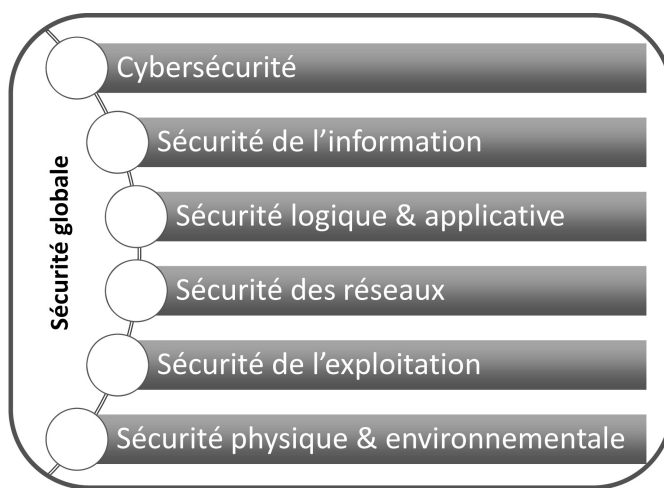 Sécurité globale
Cybersécurité
Sécurité de l’information
Sécurité logique & applicative
Sécurité des réseaux
Sécurité de l’exploitation
Sécurité physique & environnementale